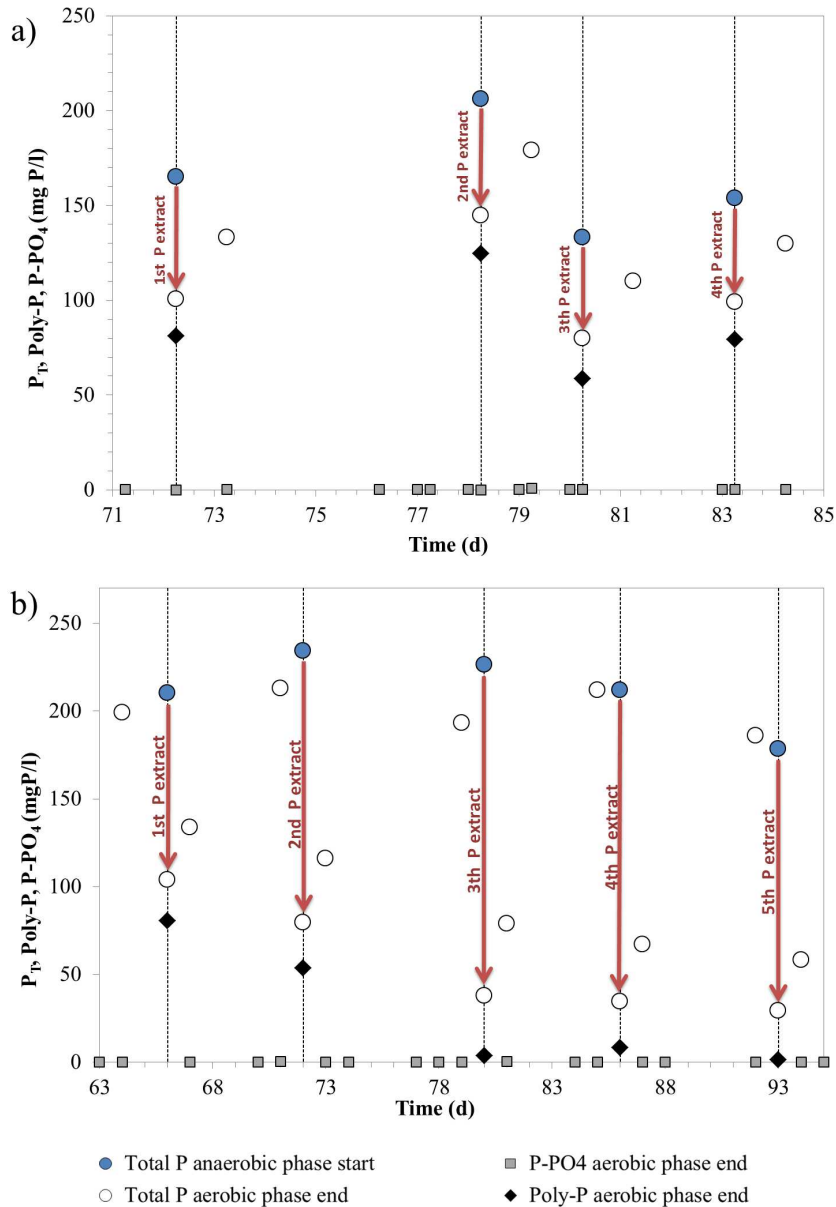 a)
250
200
150
100
50
0
P_T, Poly-P, P-PO₄ (mg P/l)
1st P extract
2nd P extract
3th P extract
4th P extract
71 73 75 77 79 81 83 85
Time (d)
b)
250
200
150
100
50
0
P_T, Poly-P, P-PO₄ (mgP/l)
1st P extract
2nd P extract
3th P extract
4th P extract
5th P extract
63 68 73 78 83 88 93
Time (d)
Total P anaerobic phase start P-PO4 aerobic phase end
Total P aerobic phase end Poly-P aerobic phase end